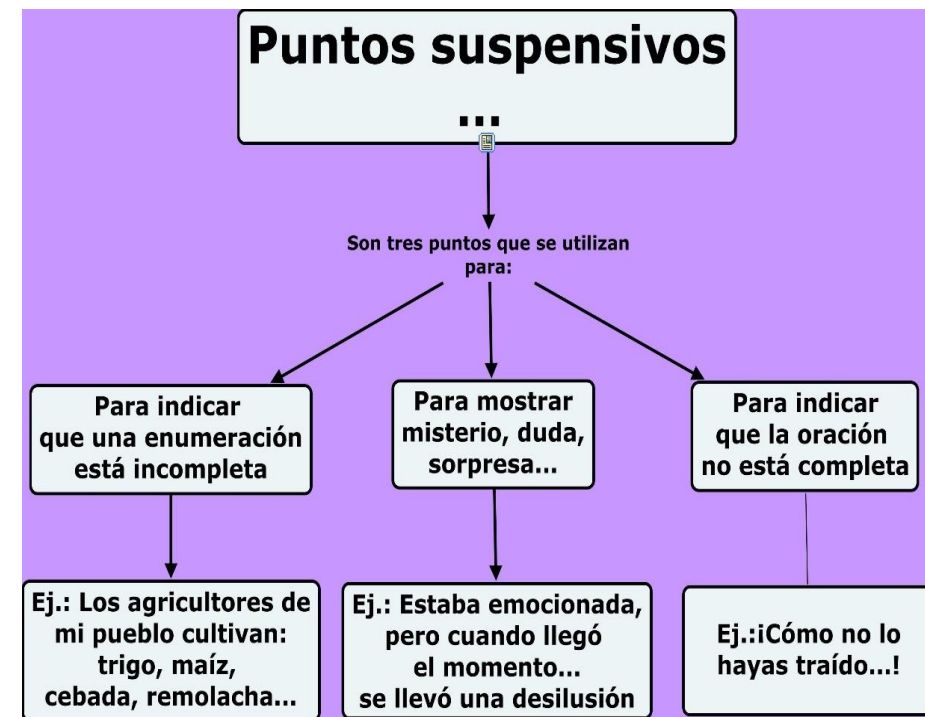 Puntos suspensivos
...
Son tres puntos que se utilizan
para:
Para indicar
que una enumeración
está incompleta
Para mostrar
misterio, duda,
sorpresa...
Para indicar
que la oración
no está completa
Ej.: Los agricultores de
mi pueblo cultivan:
trigo, maíz,
cebada, remolacha...
Ej.: Estaba emocionada,
pero cuando llegó
el momento...
se llevó una desilusión
Ej.:¡Cómo no lo
hayas traído...!